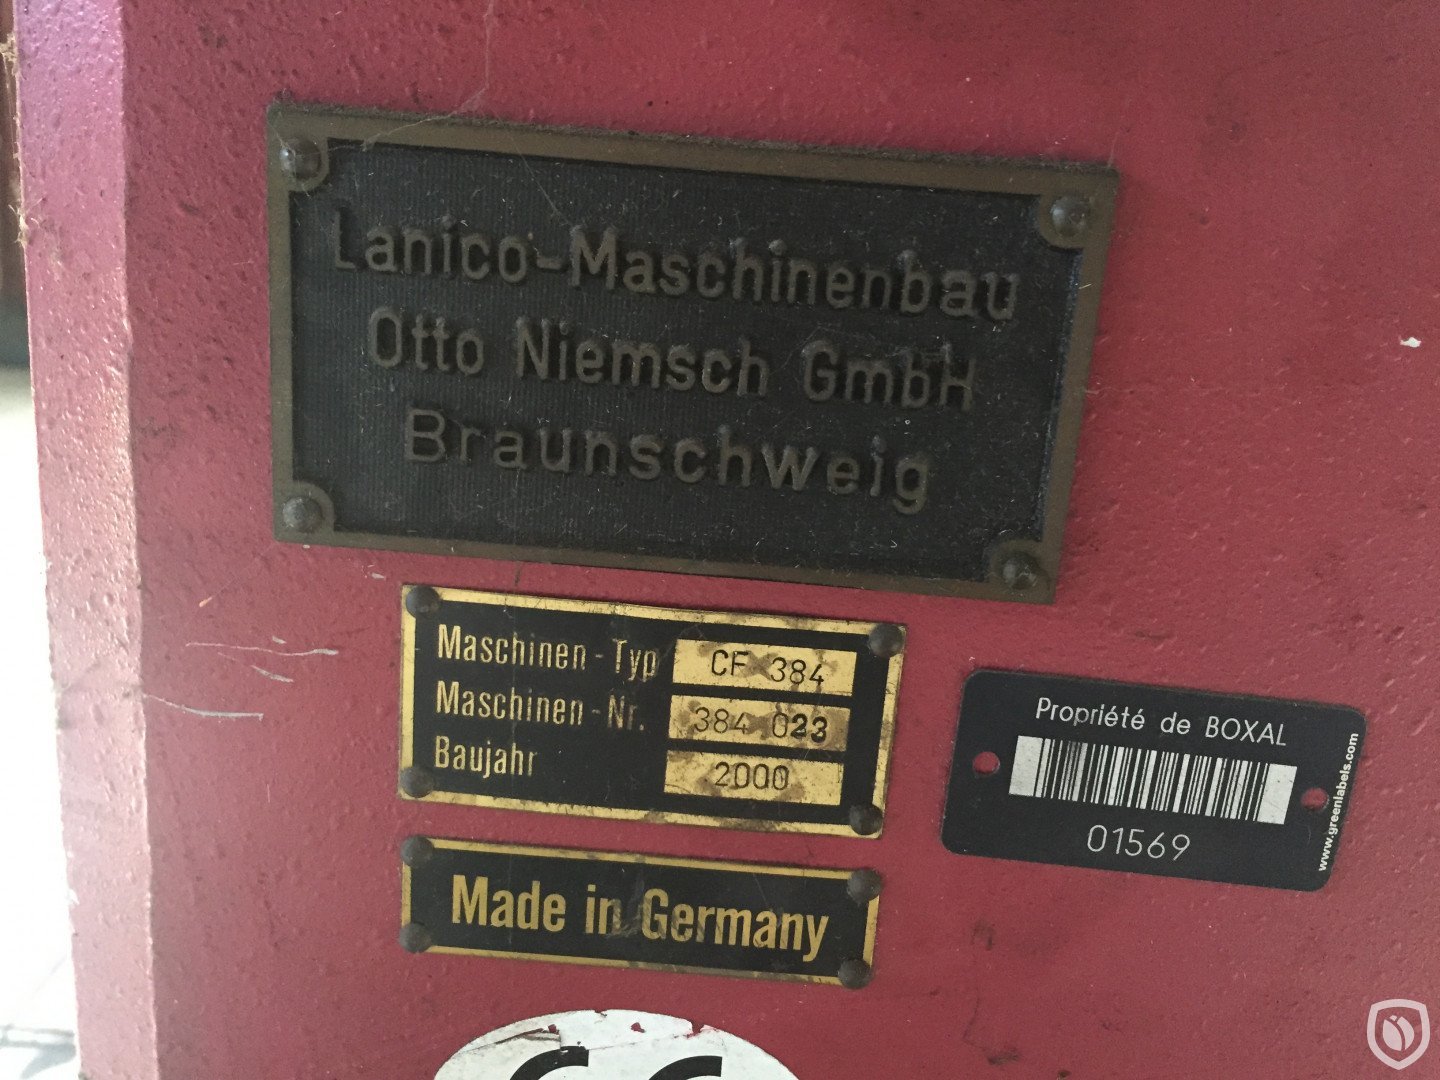 Lanico-Maschinenbau
Otto Niemsch GmbH
Braunschweig
Maschinen-Typ CF 384
Maschinen-Nr. 384 023
Baujahr 2000
Made in Germany
Propriété de BOXAL
01569
www.greenlabels.com
CE